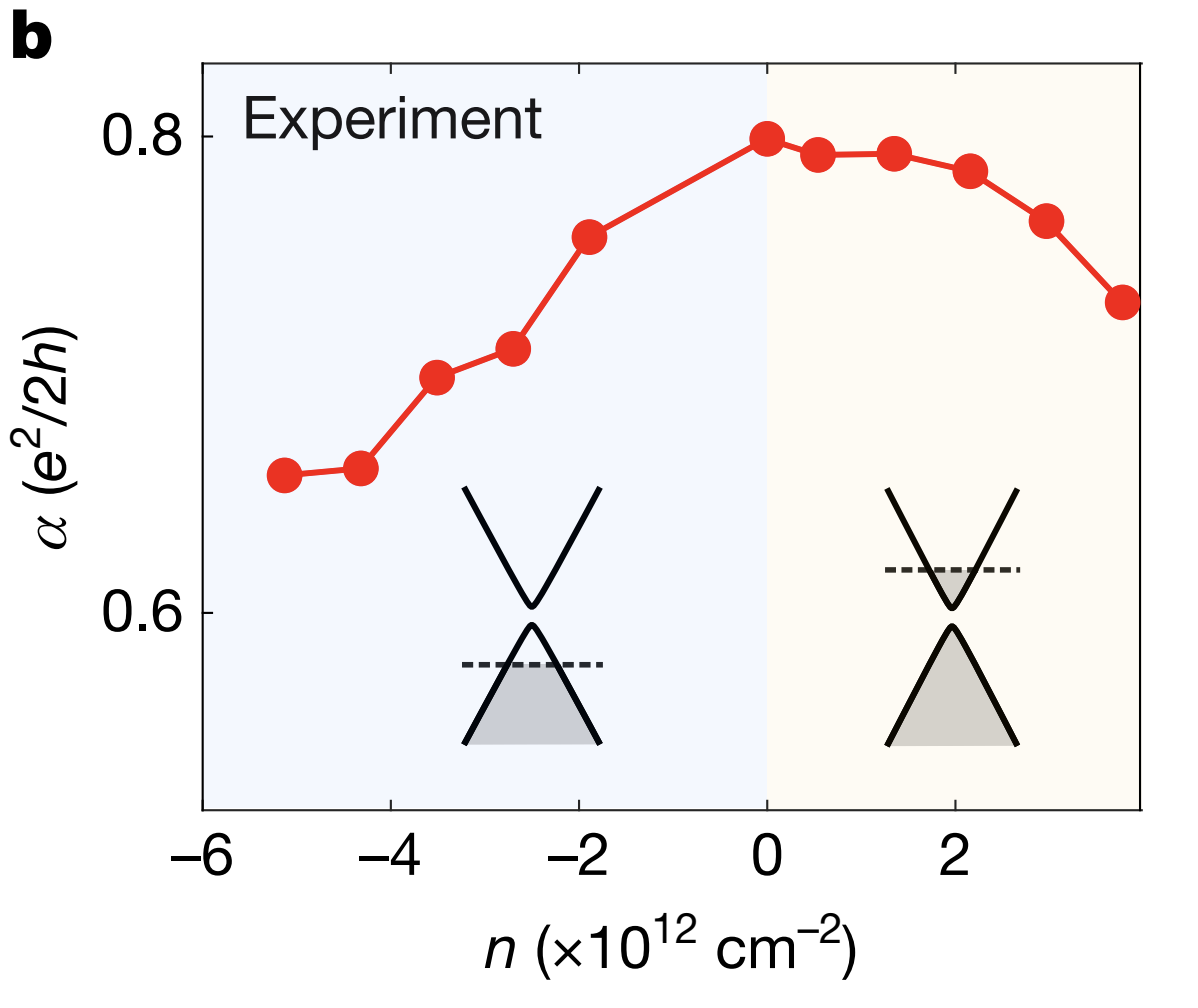 b
Experiment
0.8
0.6
α (e²/2h)
–6 –4 –2 0 2
n (×10¹² cm⁻²)